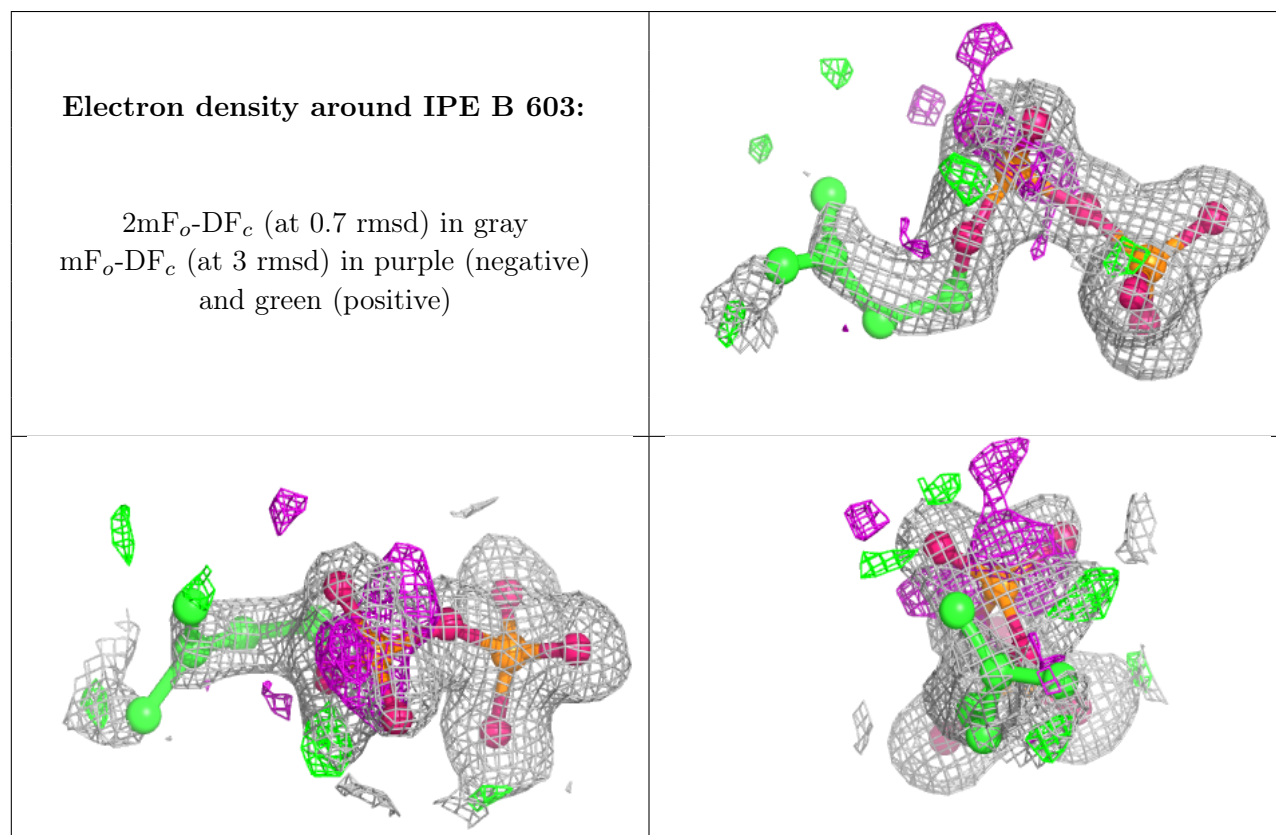 Electron density around IPE B 603:
2mFₒ-DF𝒸 (at 0.7 rmsd) in gray
mFₒ-DF𝒸 (at 3 rmsd) in purple (negative)
and green (positive)